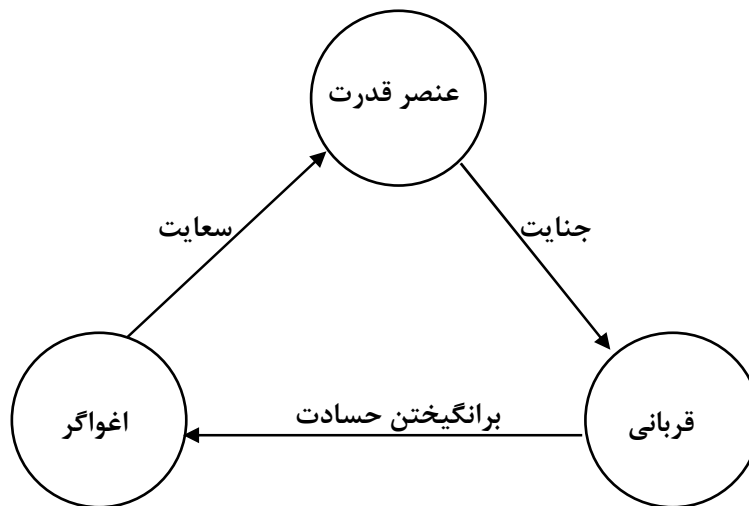 عنصر قدرت
سعایت
جنایت
برانگیختن حسادت
اغواگر
قربانی